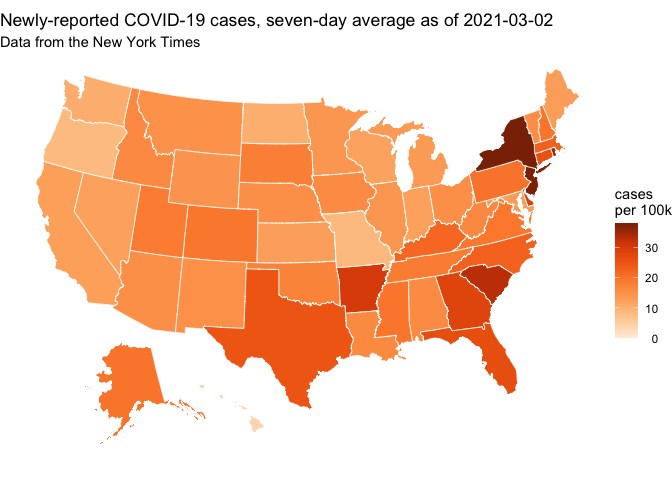 Newly-reported COVID-19 cases, seven-day average as of 2021-03-02
Data from the New York Times
cases
per 100k
30
20
10
0